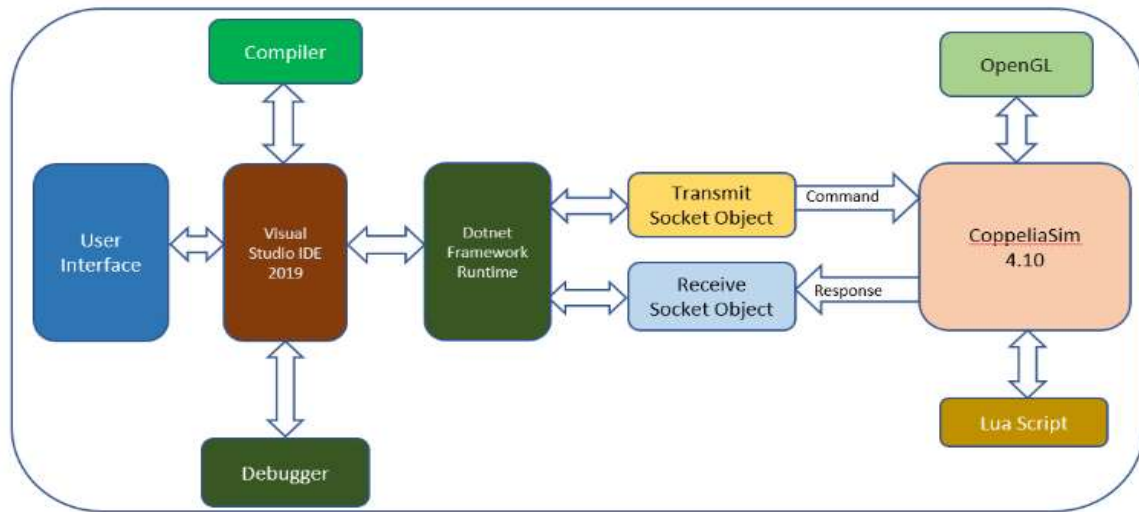 Compiler
OpenGL
User
Interface
Visual
Studio IDE
2019
Dotnet
Framework
Runtime
Transmit
Socket Object
Command
Receive
Socket Object
Response
CoppeliaSim
4.10
Debugger
Lua Script